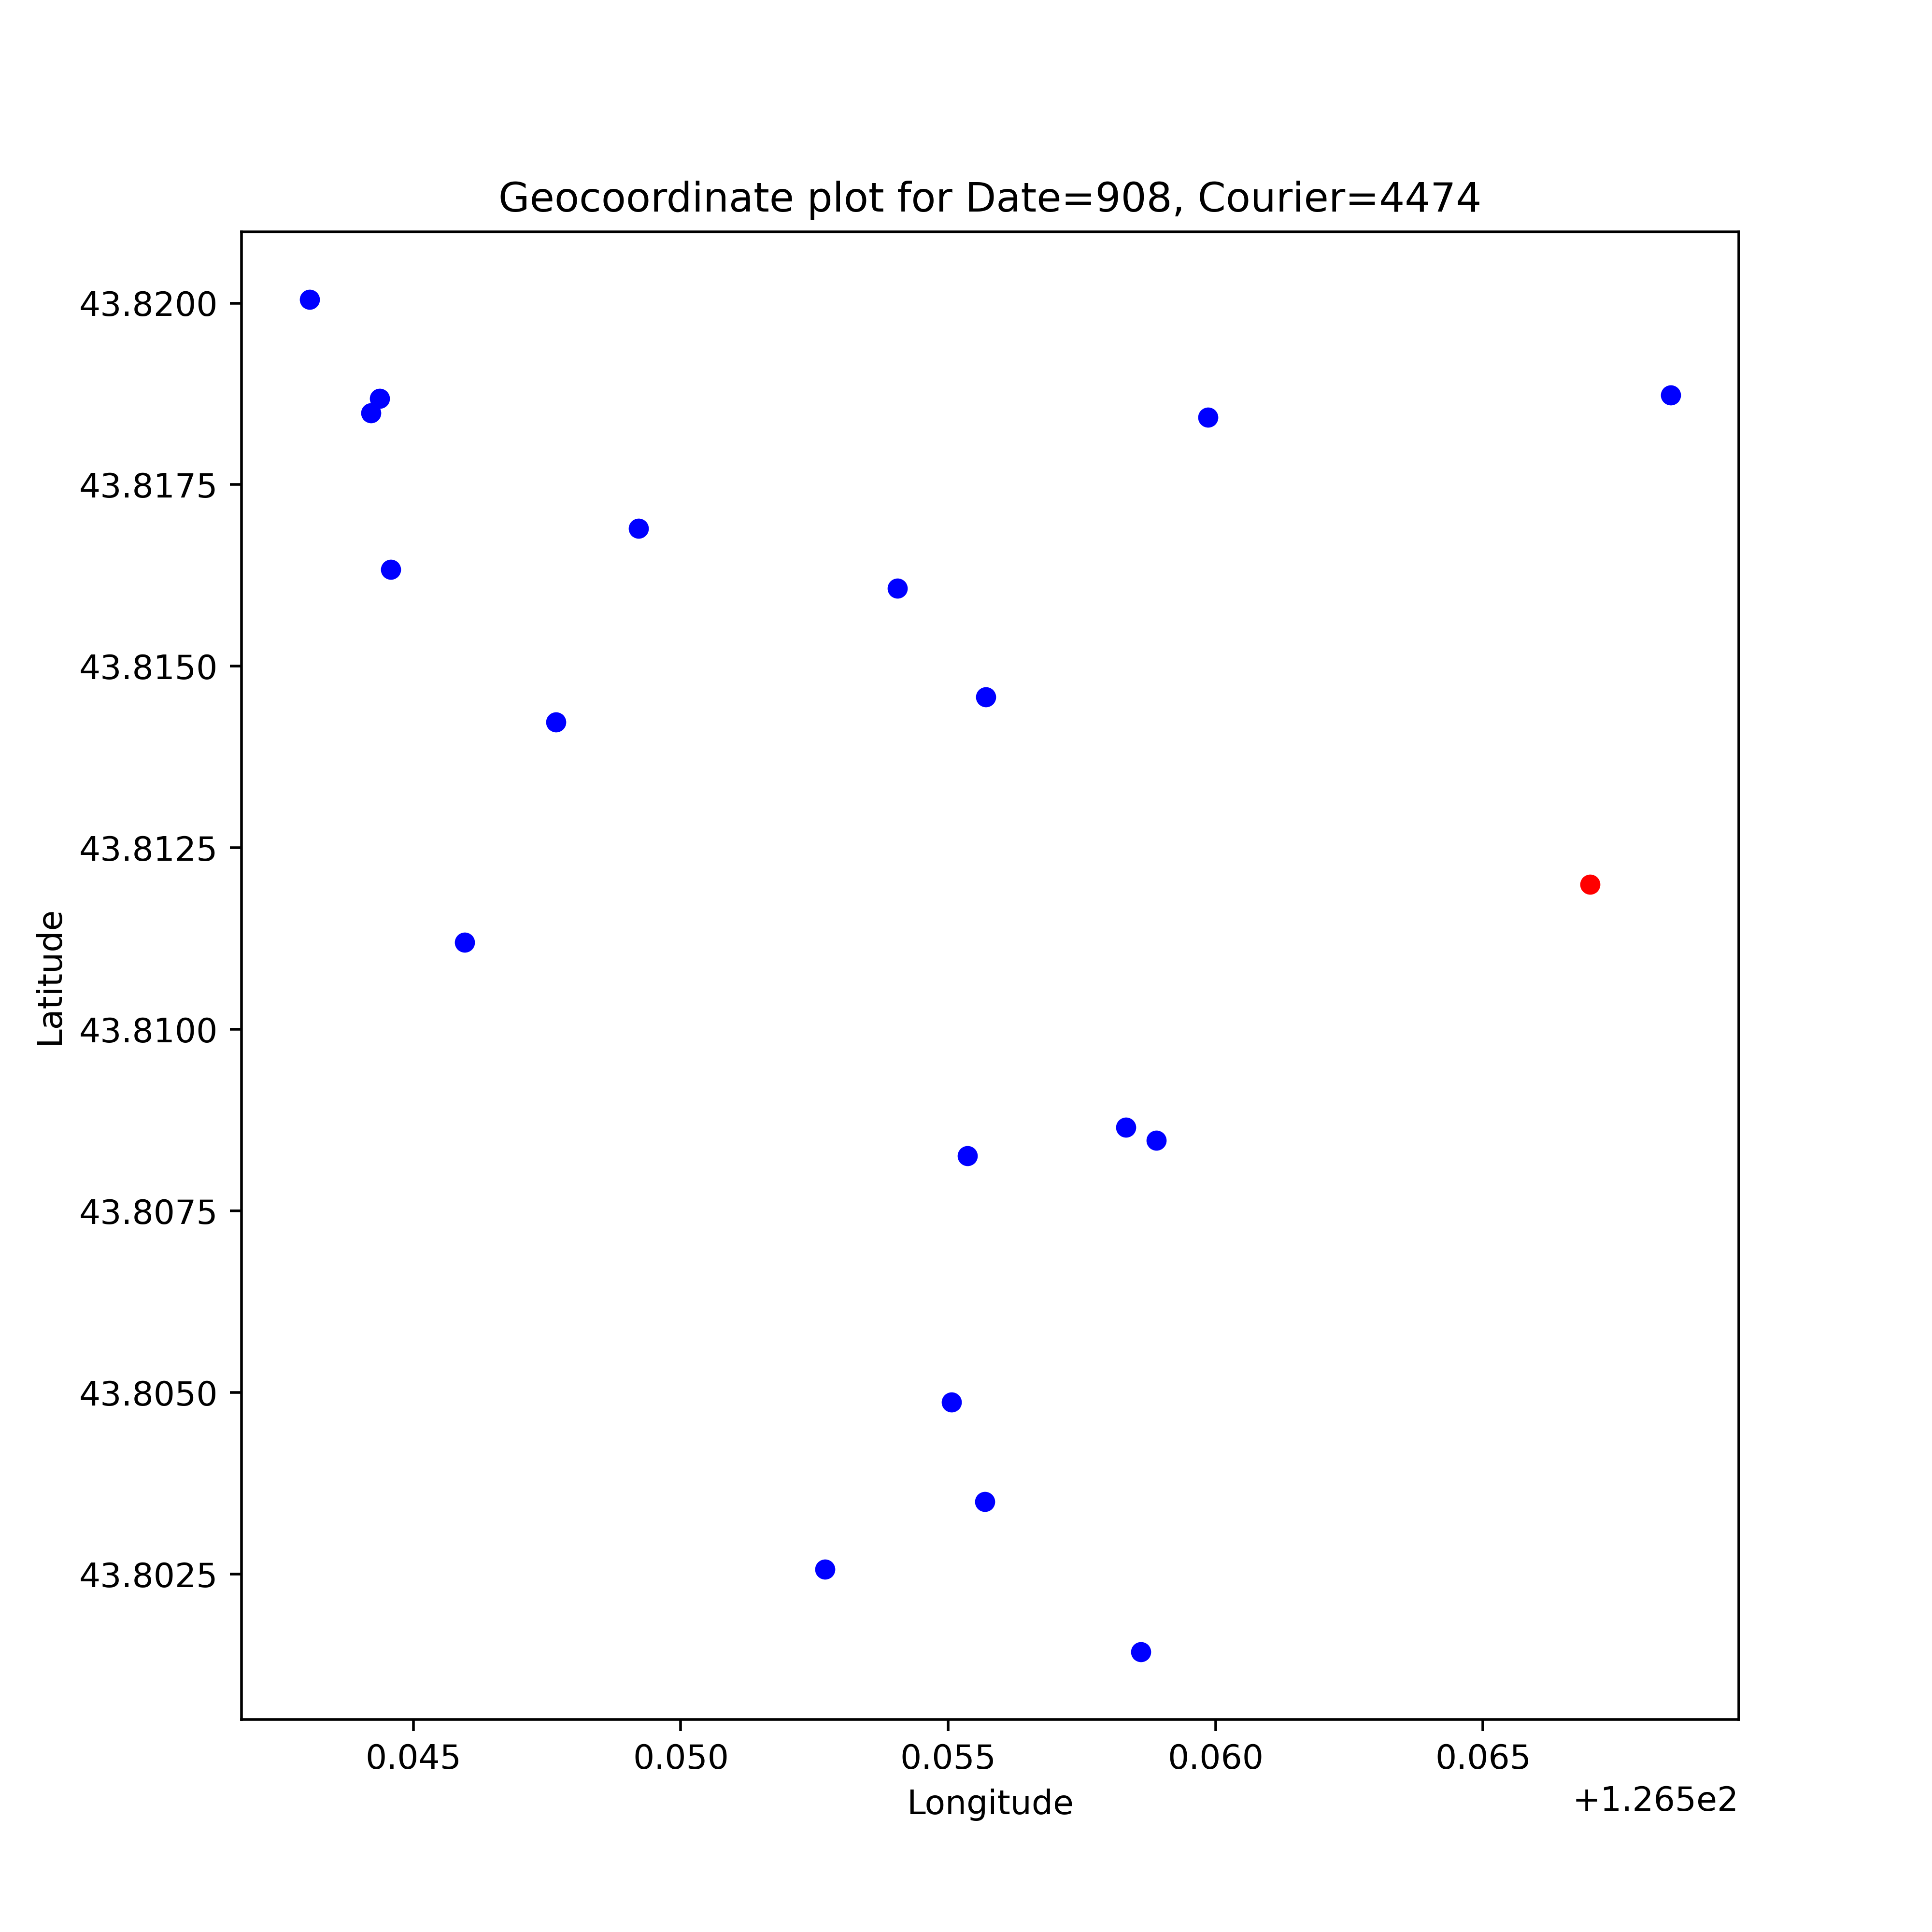 Geocoordinate plot for Date=908, Courier=4474
43.8200
43.8175
43.8150
43.8125
43.8100
43.8075
43.8050
43.8025
Latitude
0.045 0.050 0.055 0.060 0.065
Longitude
+1.265e2